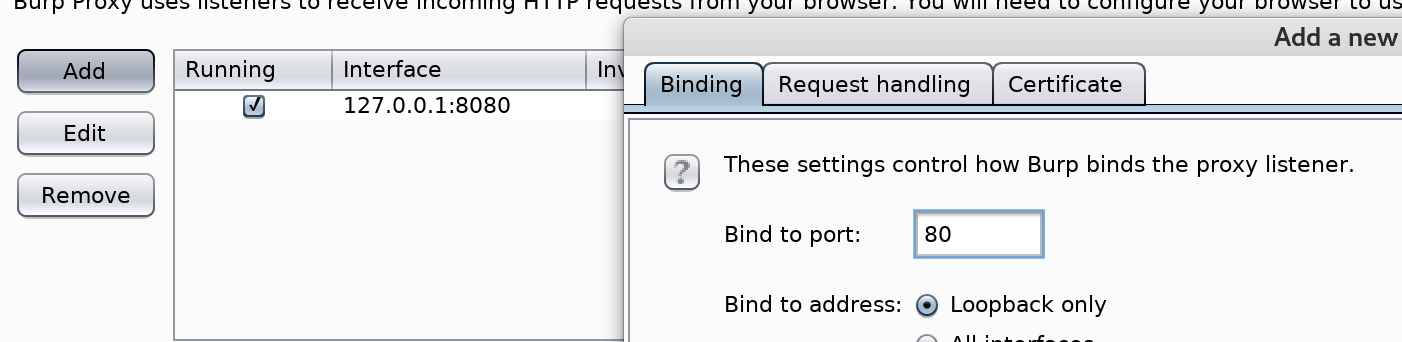 Burp Proxy uses listeners to receive incoming HTTP requests from your browser. You will need to configure your browser to us
Add a new
Add
Running Interface Inv
Binding Request handling Certificate
127.0.0.1:8080
Edit
Remove
? These settings control how Burp binds the proxy listener.
Bind to port: 80
Bind to address: Loopback only
All interfaces